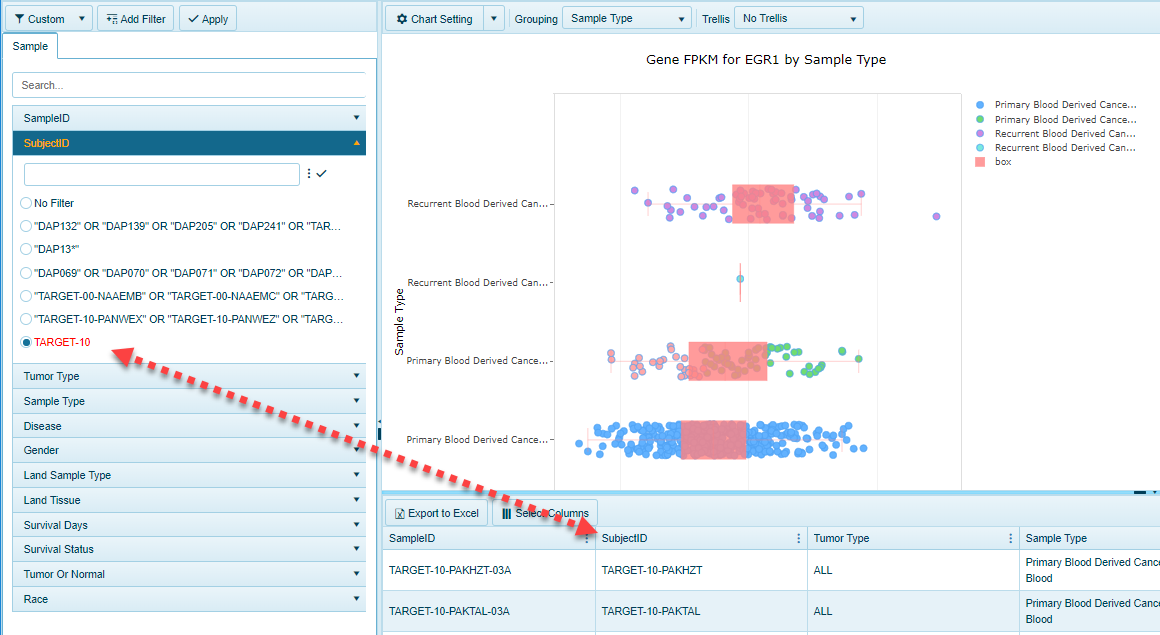 Custom
Add Filter
Apply
Sample
Search...
SampleID
SubjectID
No Filter
"DAP132" OR "DAP139" OR "DAP205" OR "DAP241" OR "TAR...
"DAP13*"
"DAP069" OR "DAP070" OR "DAP071" OR "DAP072" OR "DAP...
"TARGET-00-NAAEMB" OR "TARGET-00-NAAEMC" OR "TARG...
"TARGET-10-PANWEX" OR "TARGET-10-PANWEZ" OR "TARG...
TARGET-10
Tumor Type
Sample Type
Disease
Gender
Land Sample Type
Land Tissue
Survival Days
Survival Status
Tumor Or Normal
Race
Chart Setting
Grouping
Sample Type
Trellis
No Trellis
Gene FPKM for EGR1 by Sample Type
Sample Type
Recurrent Blood Derived Can...
Recurrent Blood Derived Can...
Primary Blood Derived Cance...
Primary Blood Derived Cance...
Primary Blood Derived Cance...
Primary Blood Derived Cance...
Recurrent Blood Derived Can...
Recurrent Blood Derived Can...
box
Export to Excel
Select Columns
SampleID SubjectID Tumor Type Sample Type
TARGET-10-PAKHZT-03A TARGET-10-PAKHZT ALL Primary Blood Derived Cance
Blood
TARGET-10-PAKTAL-03A TARGET-10-PAKTAL ALL Primary Blood Derived Cance
Blood